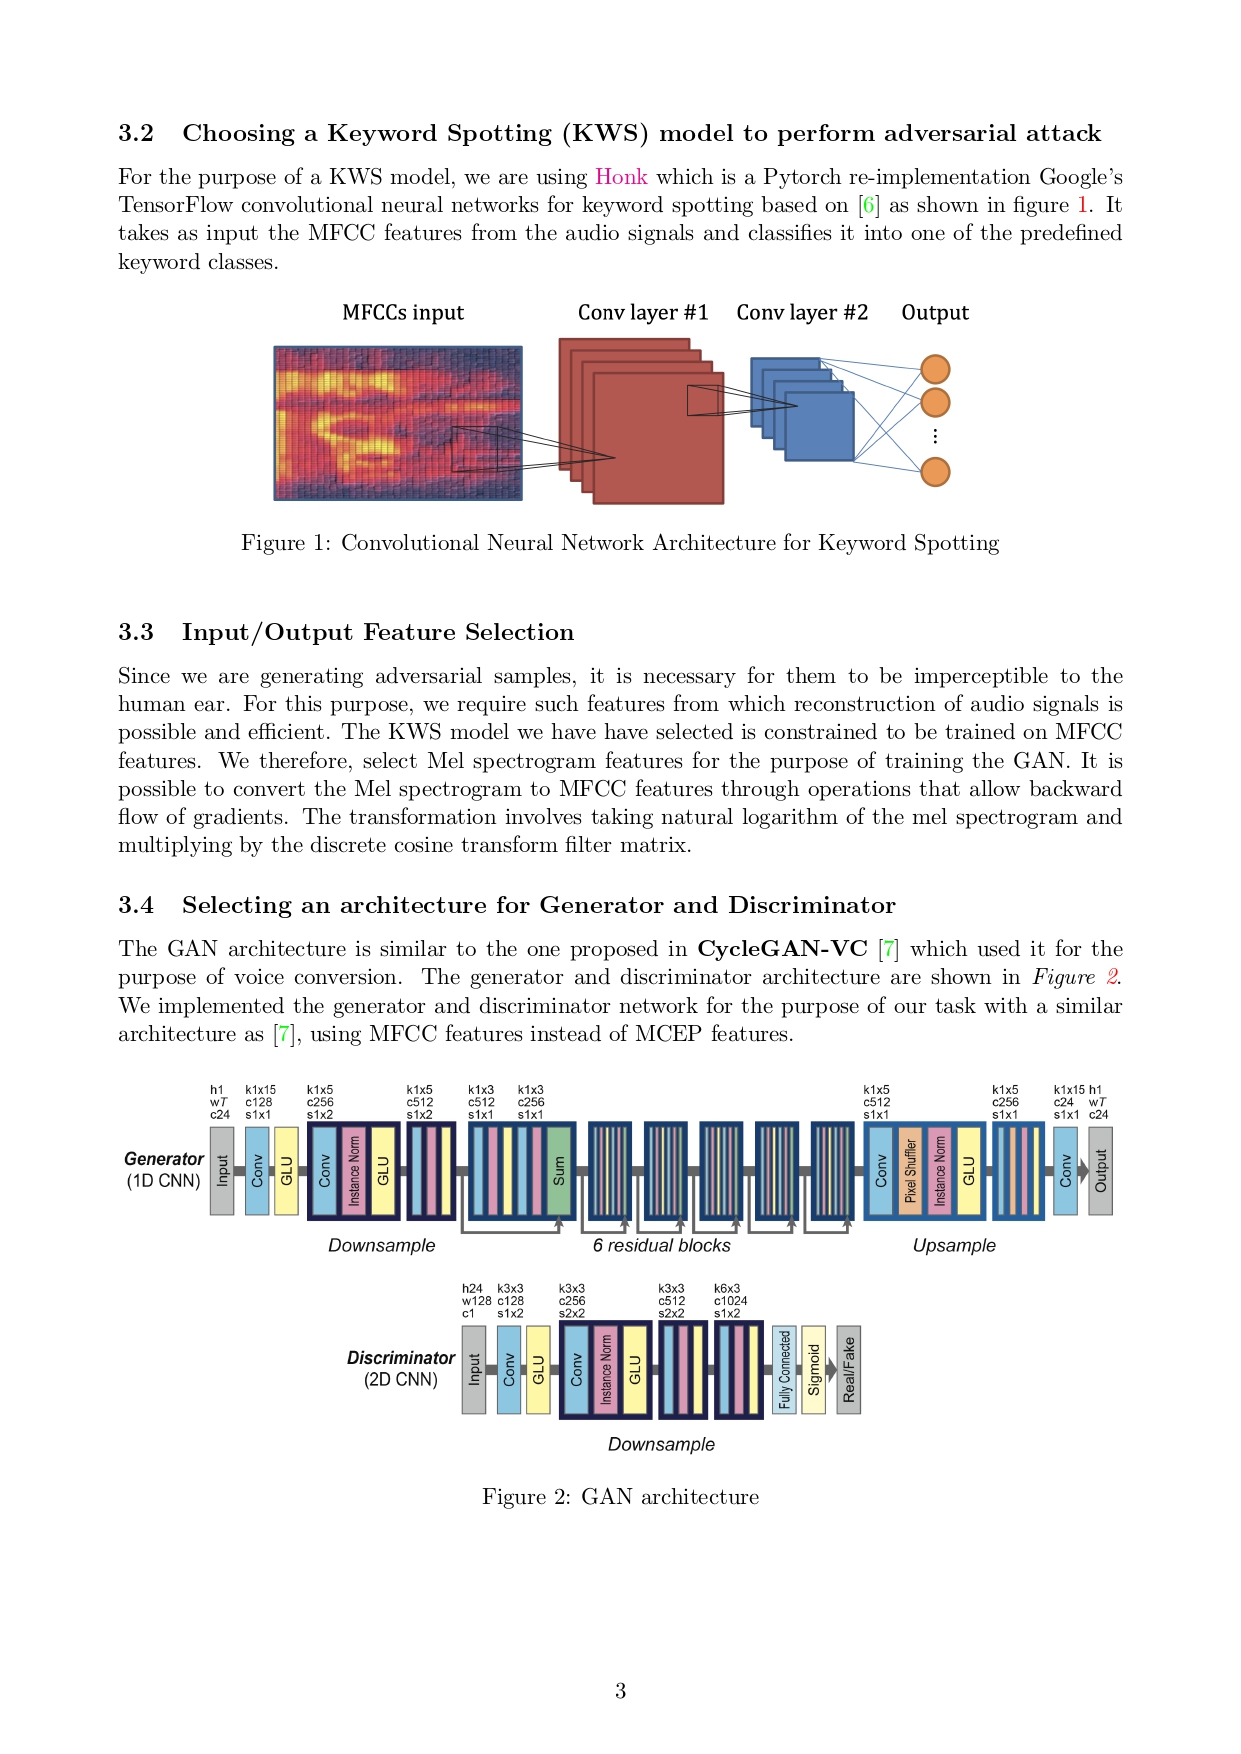 3.2 Choosing a Keyword Spotting (KWS) model to perform adversarial attack
For the purpose of a KWS model, we are using Honk which is a Pytorch re-implementation Google's
TensorFlow convolutional neural networks for keyword spotting based on [6] as shown in figure 1. It
takes as input the MFCC features from the audio signals and classifies it into one of the predefined
keyword classes.
MFCCs input Conv layer #1 Conv layer #2 Output
Figure 1: Convolutional Neural Network Architecture for Keyword Spotting
3.3 Input/Output Feature Selection
Since we are generating adversarial samples, it is necessary for them to be imperceptible to the
human ear. For this purpose, we require such features from which reconstruction of audio signals is
possible and efficient. The KWS model we have have selected is constrained to be trained on MFCC
features. We therefore, select Mel spectrogram features for the purpose of training the GAN. It is
possible to convert the Mel spectrogram to MFCC features through operations that allow backward
flow of gradients. The transformation involves taking natural logarithm of the mel spectrogram and
multiplying by the discrete cosine transform filter matrix.
3.4 Selecting an architecture for Generator and Discriminator
The GAN architecture is similar to the one proposed in CycleGAN-VC [7] which used it for the
purpose of voice conversion. The generator and discriminator architecture are shown in Figure 2.
We implemented the generator and discriminator network for the purpose of our task with a similar
architecture as [7], using MFCC features instead of MCEP features.
h1 k1x15 k1x5 k1x5 k1x3 k1x3 k1x5 k1x5 k1x15 h1
wT c128 c256 c512 c512 c256 c512 c256 c24 wT
c24 s1x1 s1x2 s1x2 s1x1 s1x1 s1x1 s1x1 s1x1 c24
Generator
(1D CNN)
Input Conv GLU Conv Instance Norm GLU Sum Conv Pixel Shuffler Instance Norm GLU Conv Output
Downsample 6 residual blocks Upsample
h24 k3x3 k3x3 k3x3 k6x3
w128 c128 c256 c512 c1024
c1 s1x2 s2x2 s2x2 s1x2
Discriminator
(2D CNN)
Input Conv GLU Conv Instance Norm GLU Fully Connected Sigmoid Real/Fake
Downsample
Figure 2: GAN architecture
3